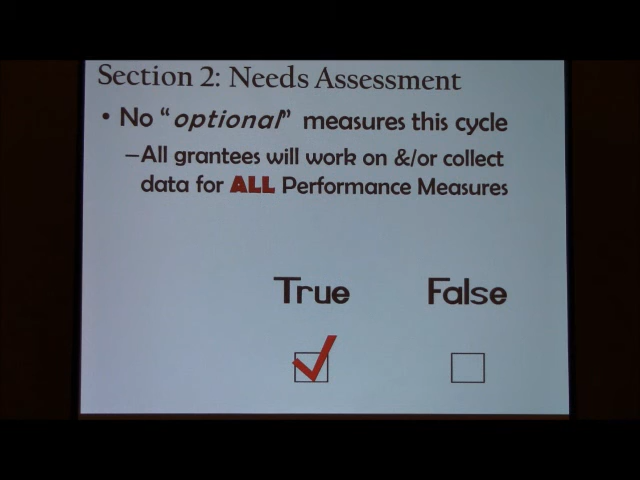 Section 2: Needs Assessment
• No “optional” measures this cycle
–All grantees will work on &/or collect
data for ALL Performance Measures
True False